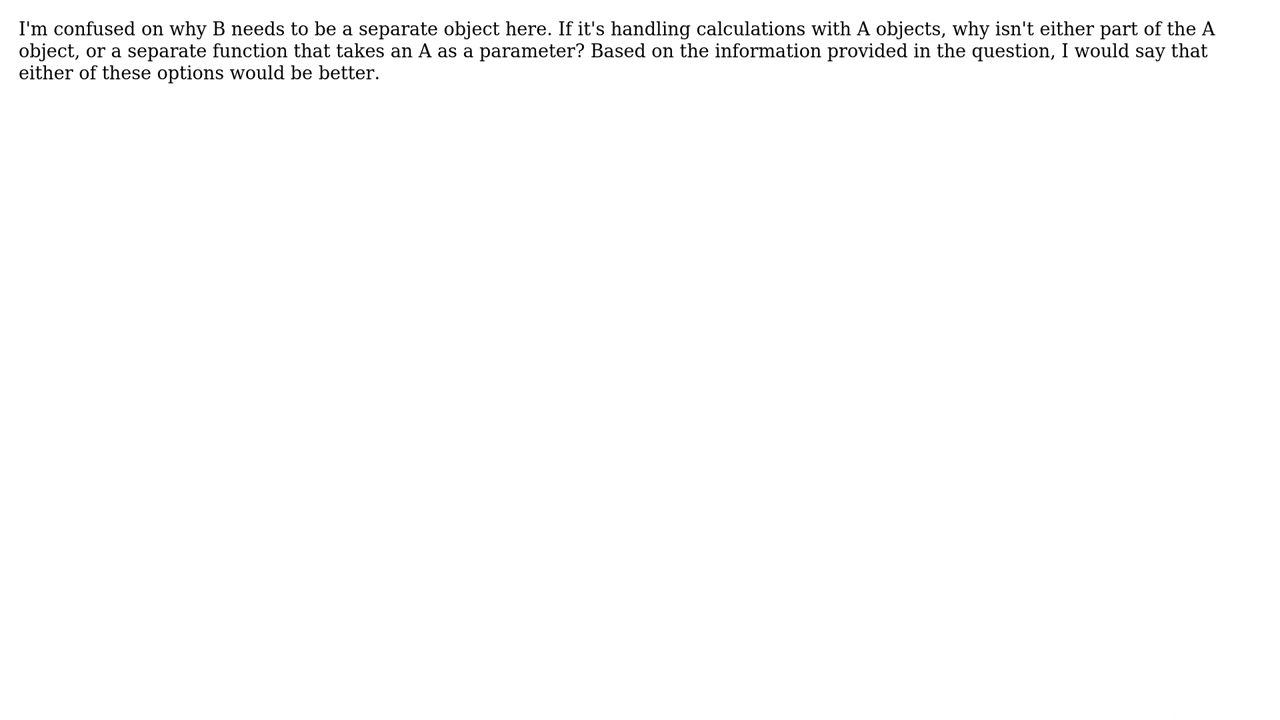 I'm confused on why B needs to be a separate object here. If it's handling calculations with A objects, why isn't either part of the A
object, or a separate function that takes an A as a parameter? Based on the information provided in the question, I would say that
either of these options would be better.